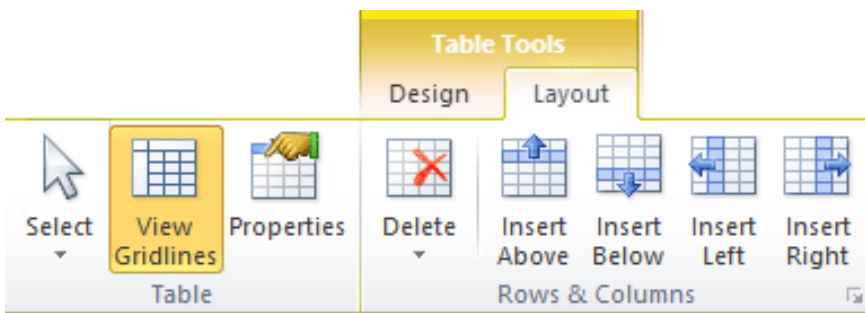 Table Tools
Design Layout
Select View Gridlines Properties Delete Insert Above Insert Below Insert Left Insert Right
Table Rows & Columns